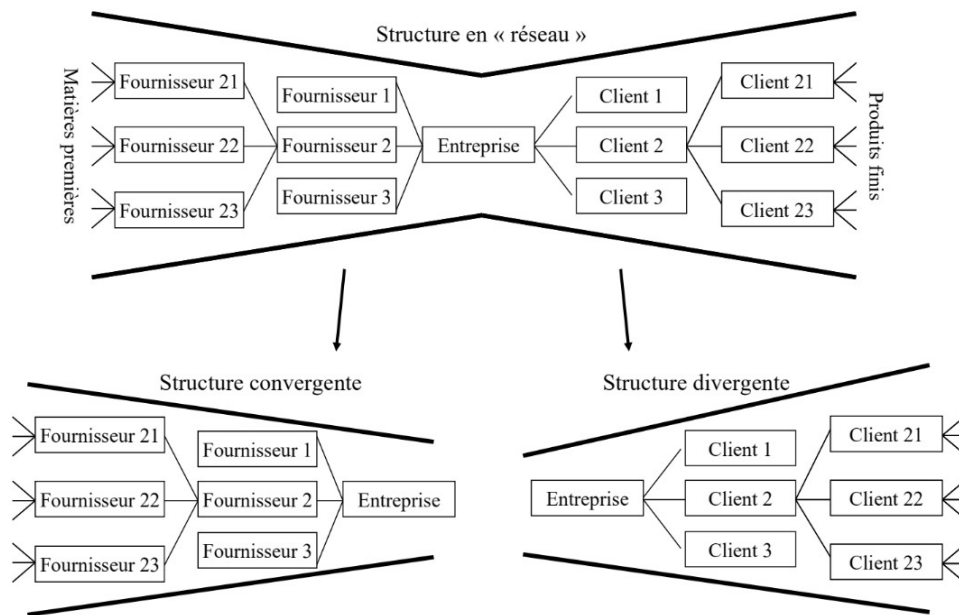 Structure en « réseau »
Matières premières
Fournisseur 21
Fournisseur 22
Fournisseur 23
Fournisseur 1
Fournisseur 2
Fournisseur 3
Entreprise
Client 1
Client 2
Client 3
Client 21
Client 22
Client 23
Produits finis
Structure convergente
Fournisseur 21
Fournisseur 22
Fournisseur 23
Fournisseur 1
Fournisseur 2
Fournisseur 3
Entreprise
Structure divergente
Entreprise
Client 1
Client 2
Client 3
Client 21
Client 22
Client 23